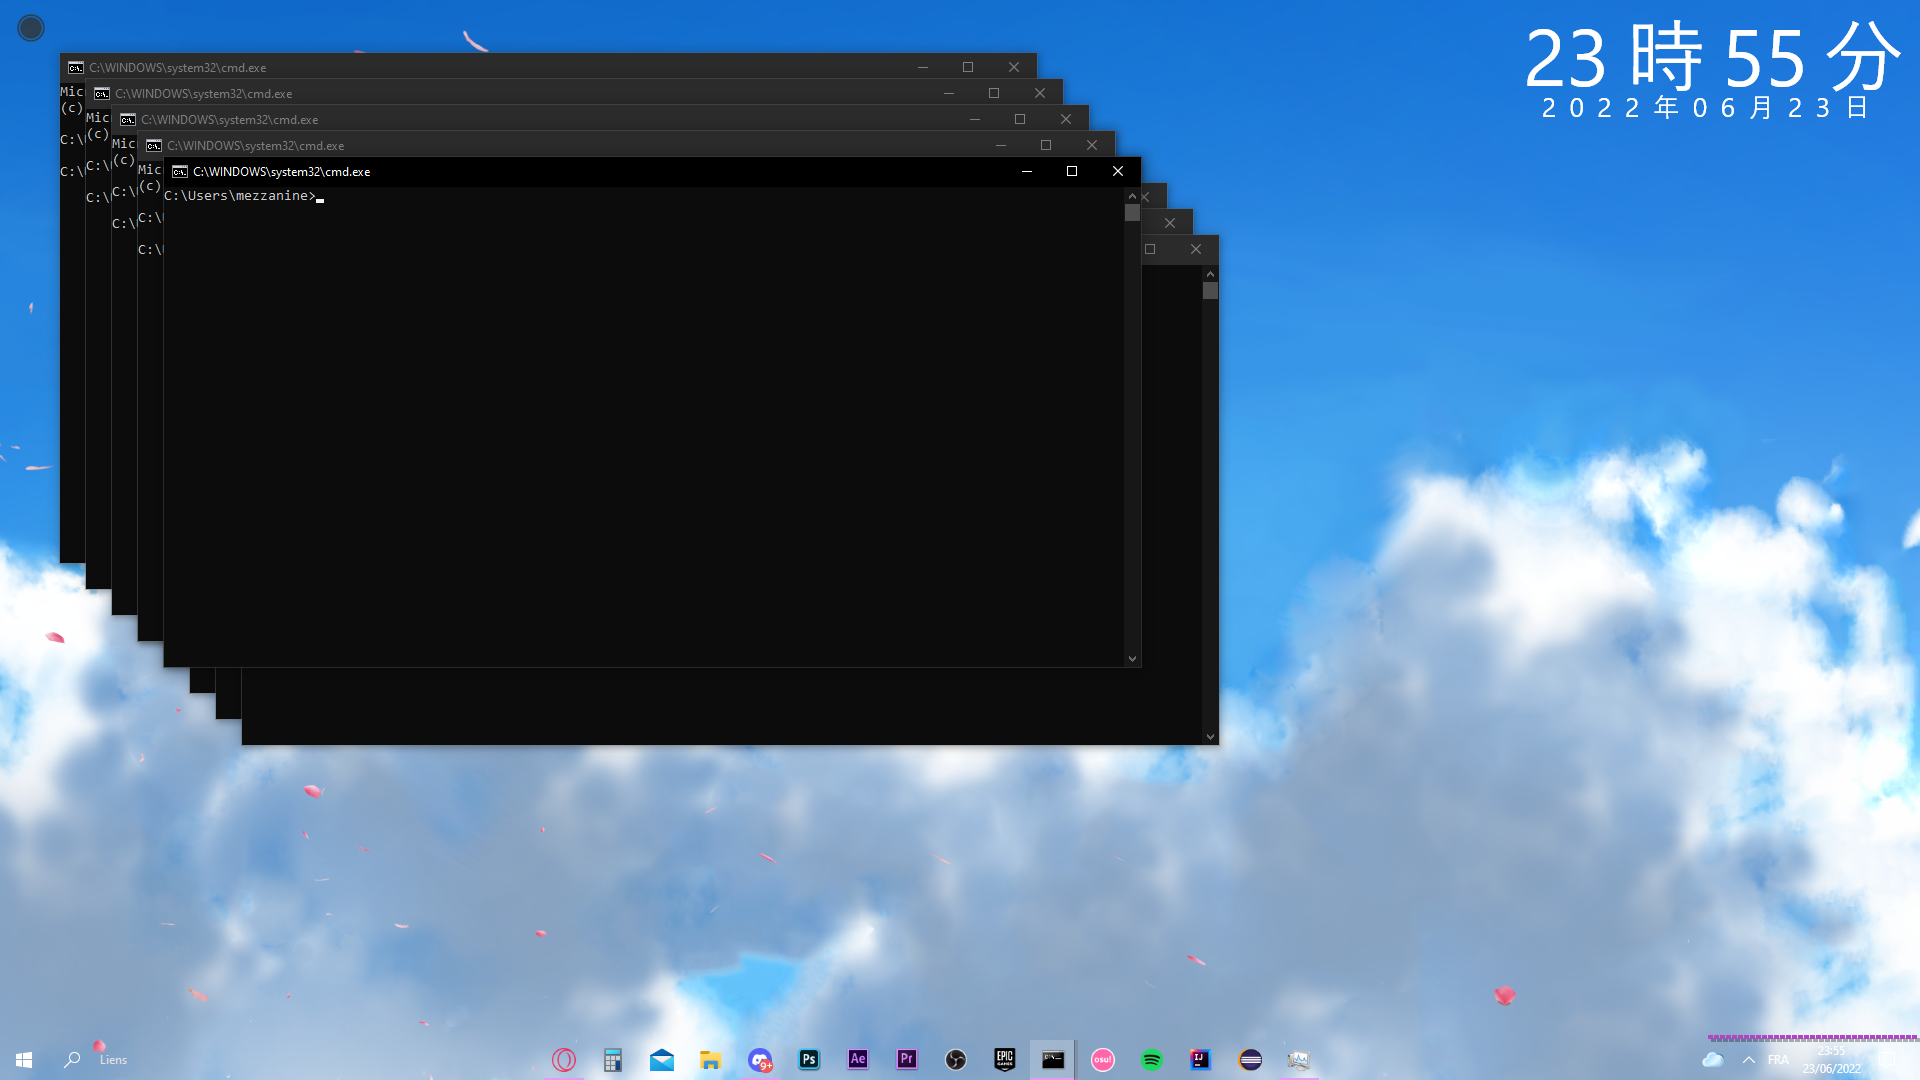 23 時 55 分
2022年06月23日
C:\WINDOWS\system32\cmd.exe
Mic
(c)
C:\
C:\
C:\WINDOWS\system32\cmd.exe
Mic
(c)
C:\
C:\
C:\WINDOWS\system32\cmd.exe
Mic
(c)
C:\
C:\
C:\WINDOWS\system32\cmd.exe
Mic
(c)
C:\
C:\
C:\WINDOWS\system32\cmd.exe
C:\Users\mezzanine>
Liens
9+
Ps
Ae
Pr
EPIC
GAMES
osu!
IJ
FRA
23:55
23/06/2022